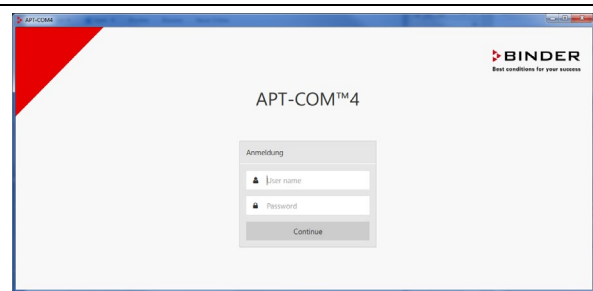 APT-COM4
BINDER
Best conditions for your success
APT-COM™4
Anmeldung
User name
Password
Continue